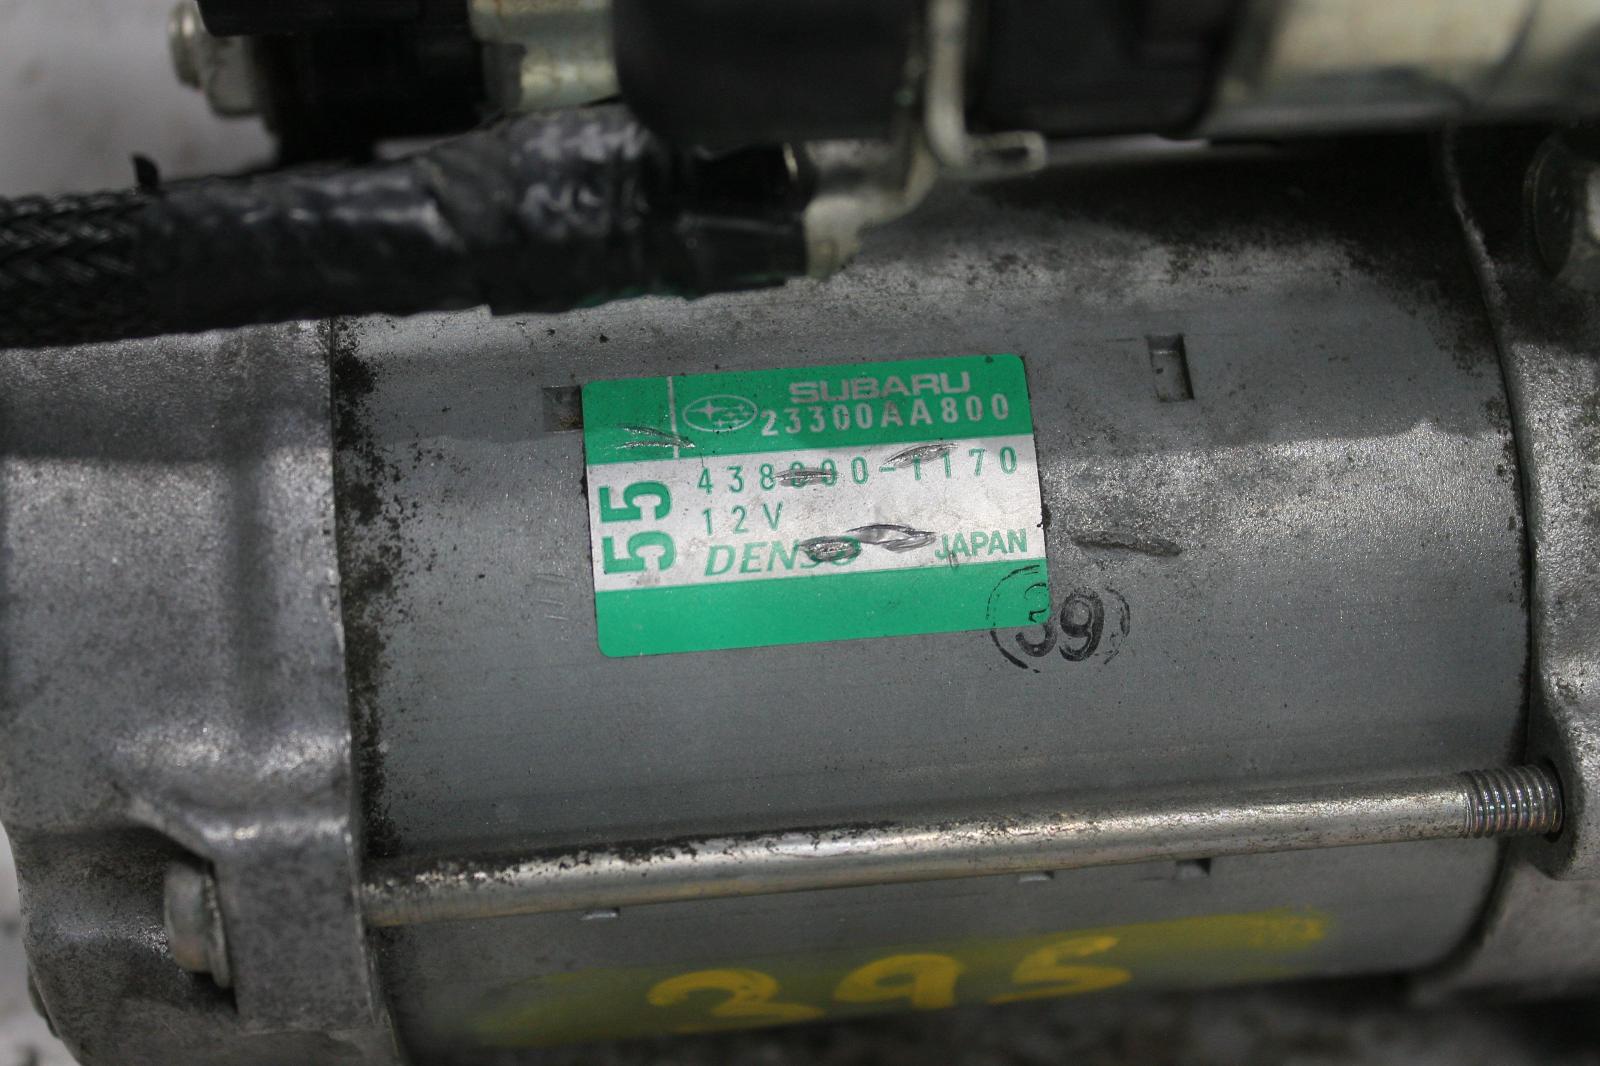 SUBARU
23300AA800
55
438000-1170
12V
DENSO
JAPAN
39
395